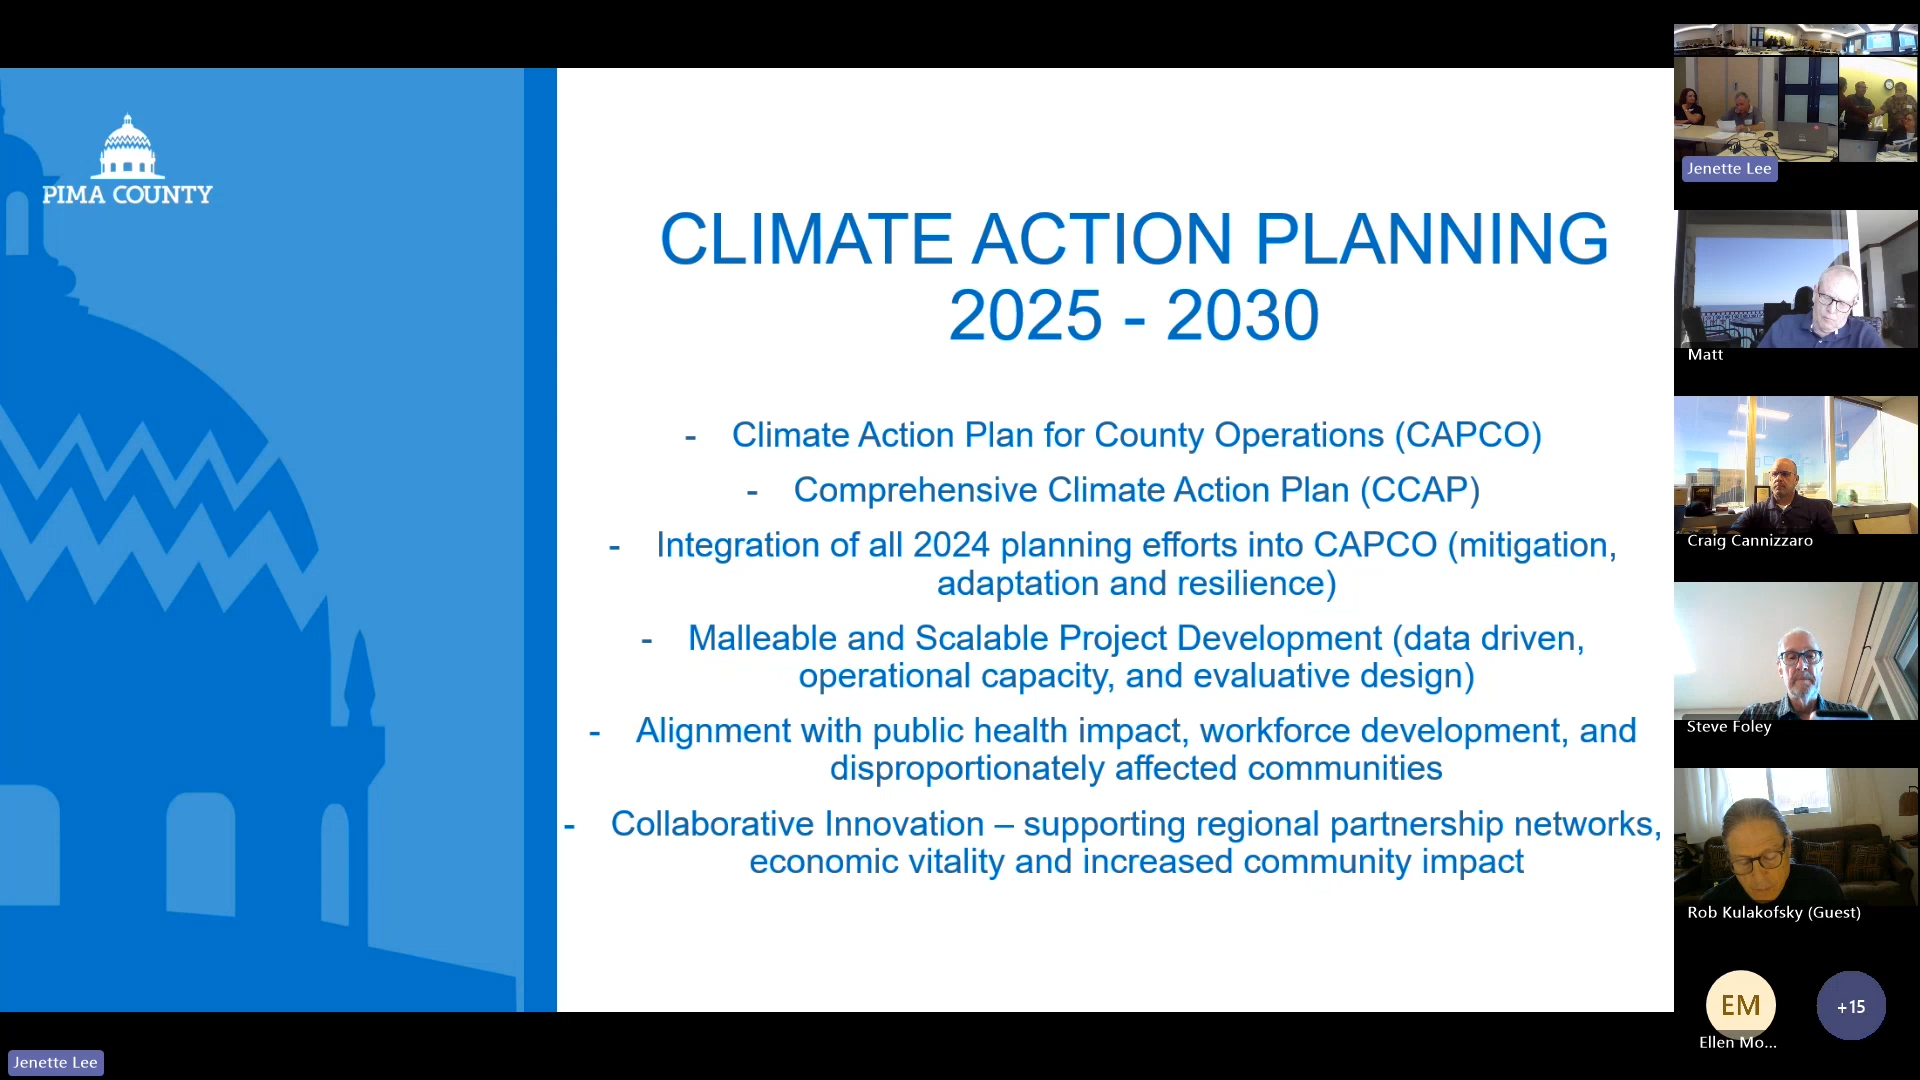 PIMA COUNTY
CLIMATE ACTION PLANNING
2025 - 2030
- Climate Action Plan for County Operations (CAPCO)
- Comprehensive Climate Action Plan (CCAP)
- Integration of all 2024 planning efforts into CAPCO (mitigation,
adaptation and resilience)
- Malleable and Scalable Project Development (data driven,
operational capacity, and evaluative design)
- Alignment with public health impact, workforce development, and
disproportionately affected communities
- Collaborative Innovation – supporting regional partnership networks,
economic vitality and increased community impact
Jenette Lee
Matt
Craig Cannizzaro
Steve Foley
Rob Kulakofsky (Guest)
EM
+15
Ellen Mo...
Jenette Lee